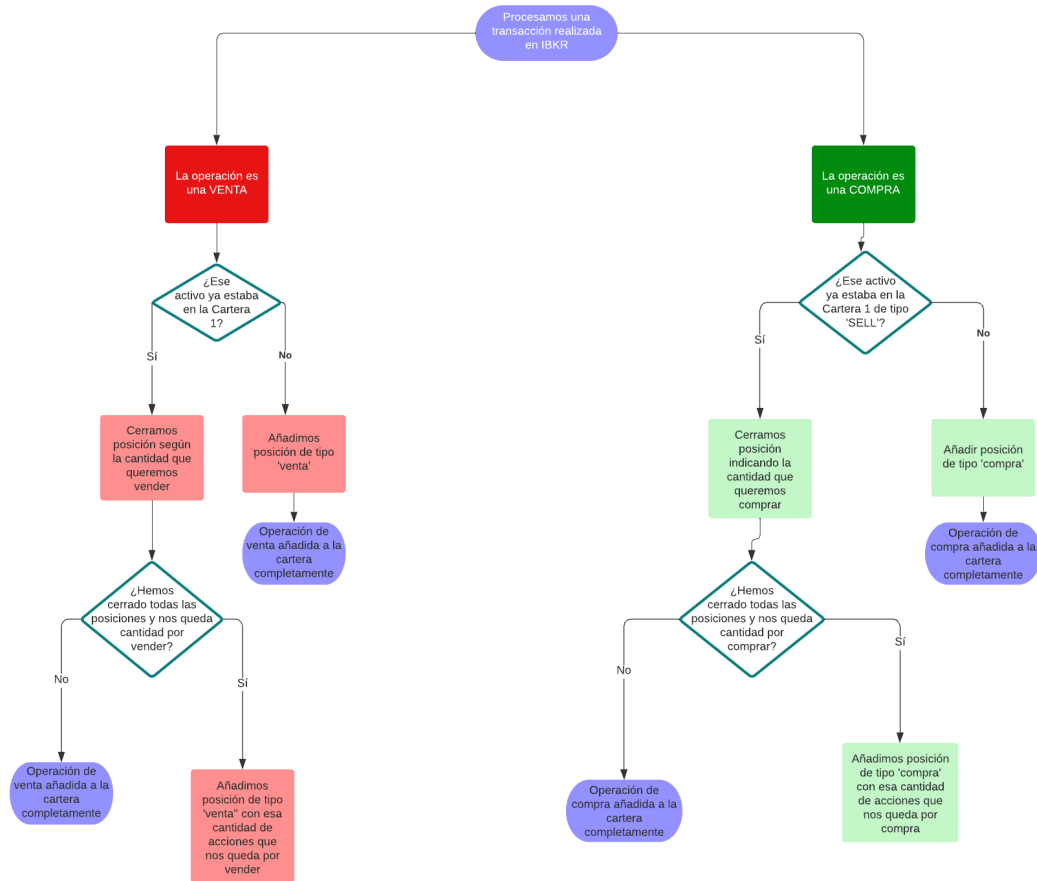 Procesamos una
transacción realizada
en IBKR
La operación es
una VENTA
La operación es
una COMPRA
¿Ese
activo ya estaba
en la Cartera
1?
¿Ese activo
ya estaba en la
Cartera 1 de tipo
'SELL'?
Sí
No
Sí
No
Cerramos
posición según
la cantidad que
queremos
vender
Añadimos
posición de tipo
'venta'
Cerramos
posición
indicando la
cantidad que
queremos
comprar
Añadir posición
de tipo 'compra'
Operación de
venta añadida a la
cartera
completamente
Operación de
compra añadida a la
cartera
completamente
¿Hemos
cerrado todas las
posiciones y nos queda
cantidad por
vender?
¿Hemos
cerrado todas las
posiciones y nos queda
cantidad por
comprar?
No
Sí
No
Sí
Operación de
venta añadida a la
cartera
completamente
Añadimos
posición de tipo
'venta" con esa
cantidad de
acciones que
nos queda por
vender
Operación de
compra añadida a la
cartera
completamente
Añadimos posición
de tipo 'compra'
con esa cantidad
de acciones que
nos queda por
compra